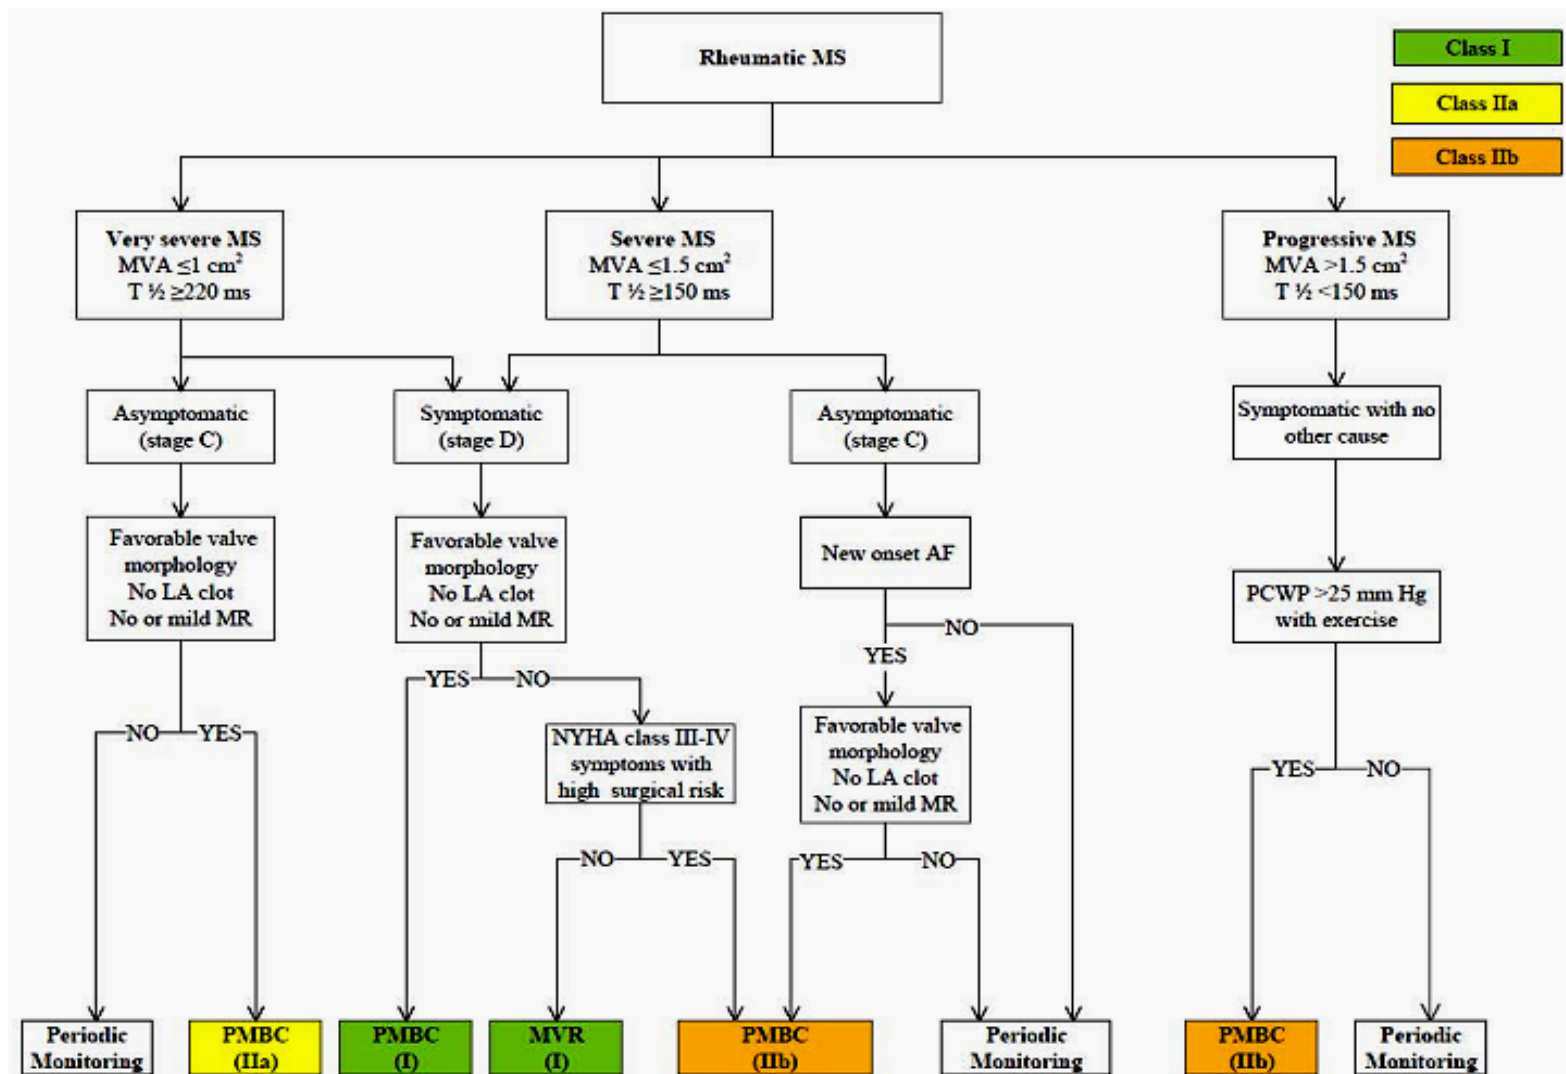 Rheumatic MS
Class I
Class IIa
Class IIb
Very severe MS
MVA ≤1 cm²
T ½ ≥220 ms
Severe MS
MVA ≤1.5 cm²
T ½ ≥150 ms
Progressive MS
MVA >1.5 cm²
T ½ <150 ms
Asymptomatic
(stage C)
Symptomatic
(stage D)
Asymptomatic
(stage C)
Symptomatic with no
other cause
Favorable valve
morphology
No LA clot
No or mild MR
Favorable valve
morphology
No LA clot
No or mild MR
New onset AF
PCWP >25 mm Hg
with exercise
NO
YES
YES
NO
NO
YES
NYHA class III-IV
symptoms with
high surgical risk
Favorable valve
morphology
No LA clot
No or mild MR
YES
NO
NO
YES
YES
NO
Periodic
Monitoring
PMBC
(IIa)
PMBC
(I)
MVR
(I)
PMBC
(IIb)
Periodic
Monitoring
PMBC
(IIb)
Periodic
Monitoring